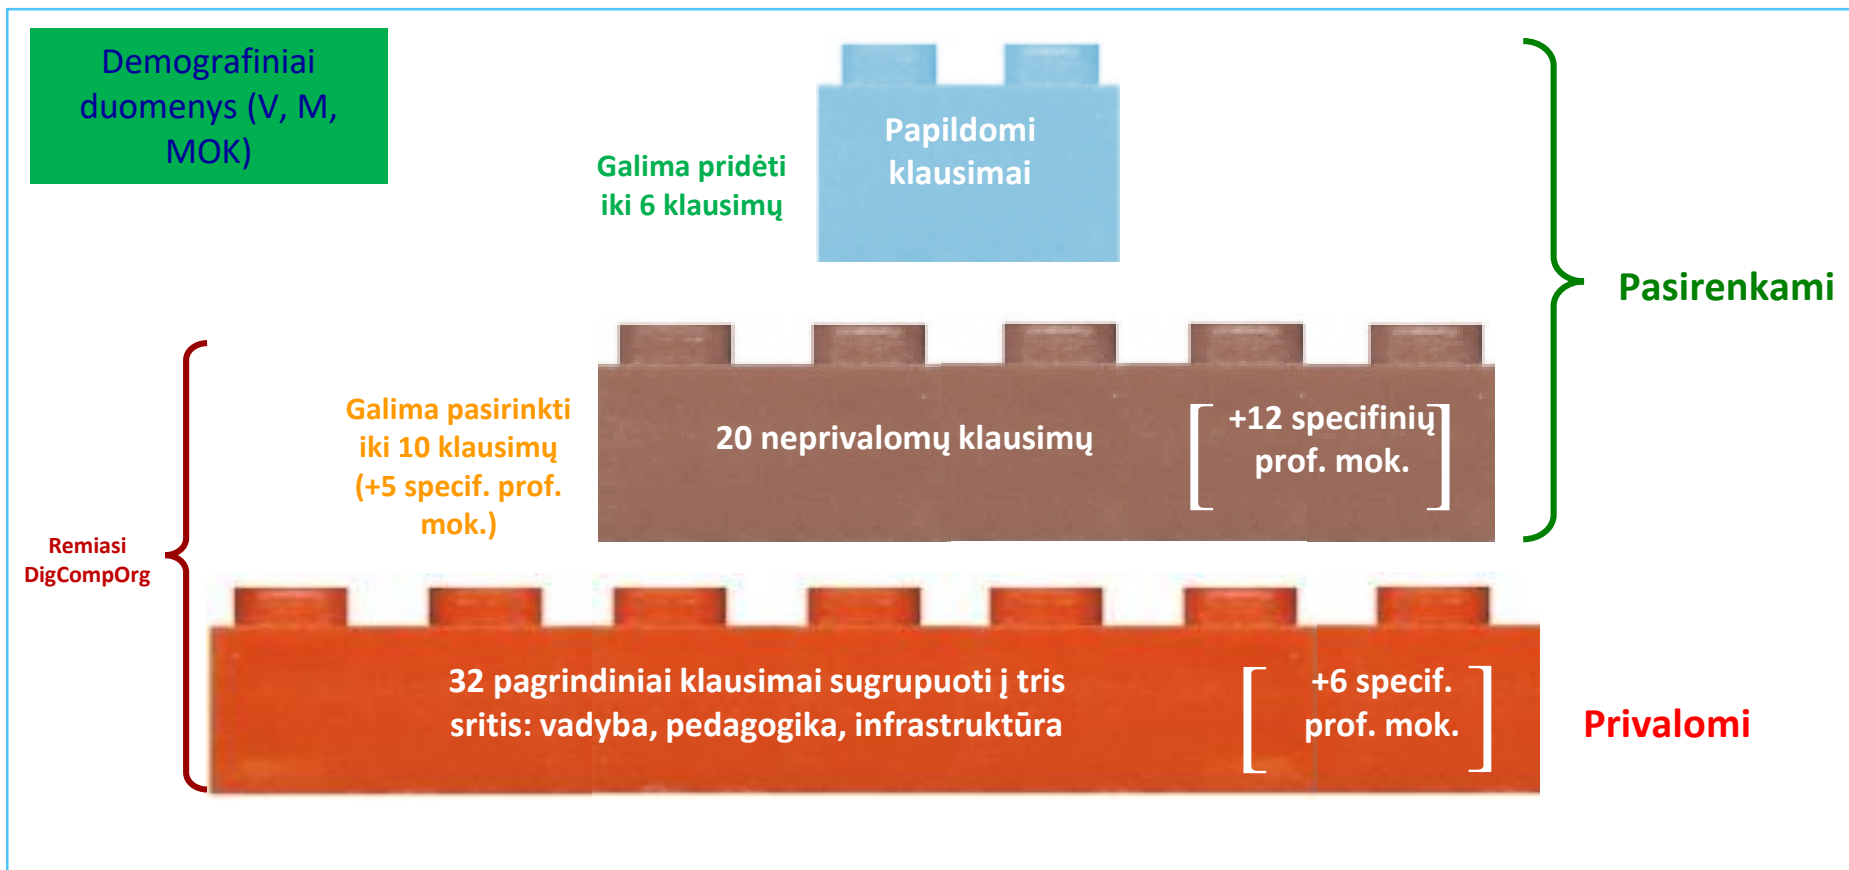 Demografiniai
duomenys (V, M,
MOK)
Papildomi
klausimai
Galima pridėti
iki 6 klausimų
Pasirenkami
Galima pasirinkti
iki 10 klausimų
(+5 specif. prof.
mok.)
20 neprivalomų klausimų
+12 specifinių
prof. mok.
Remiasi
DigCompOrg
32 pagrindiniai klausimai sugrupuoti į tris
sritis: vadyba, pedagogika, infrastruktūra
+6 specif.
prof. mok.
Privalomi